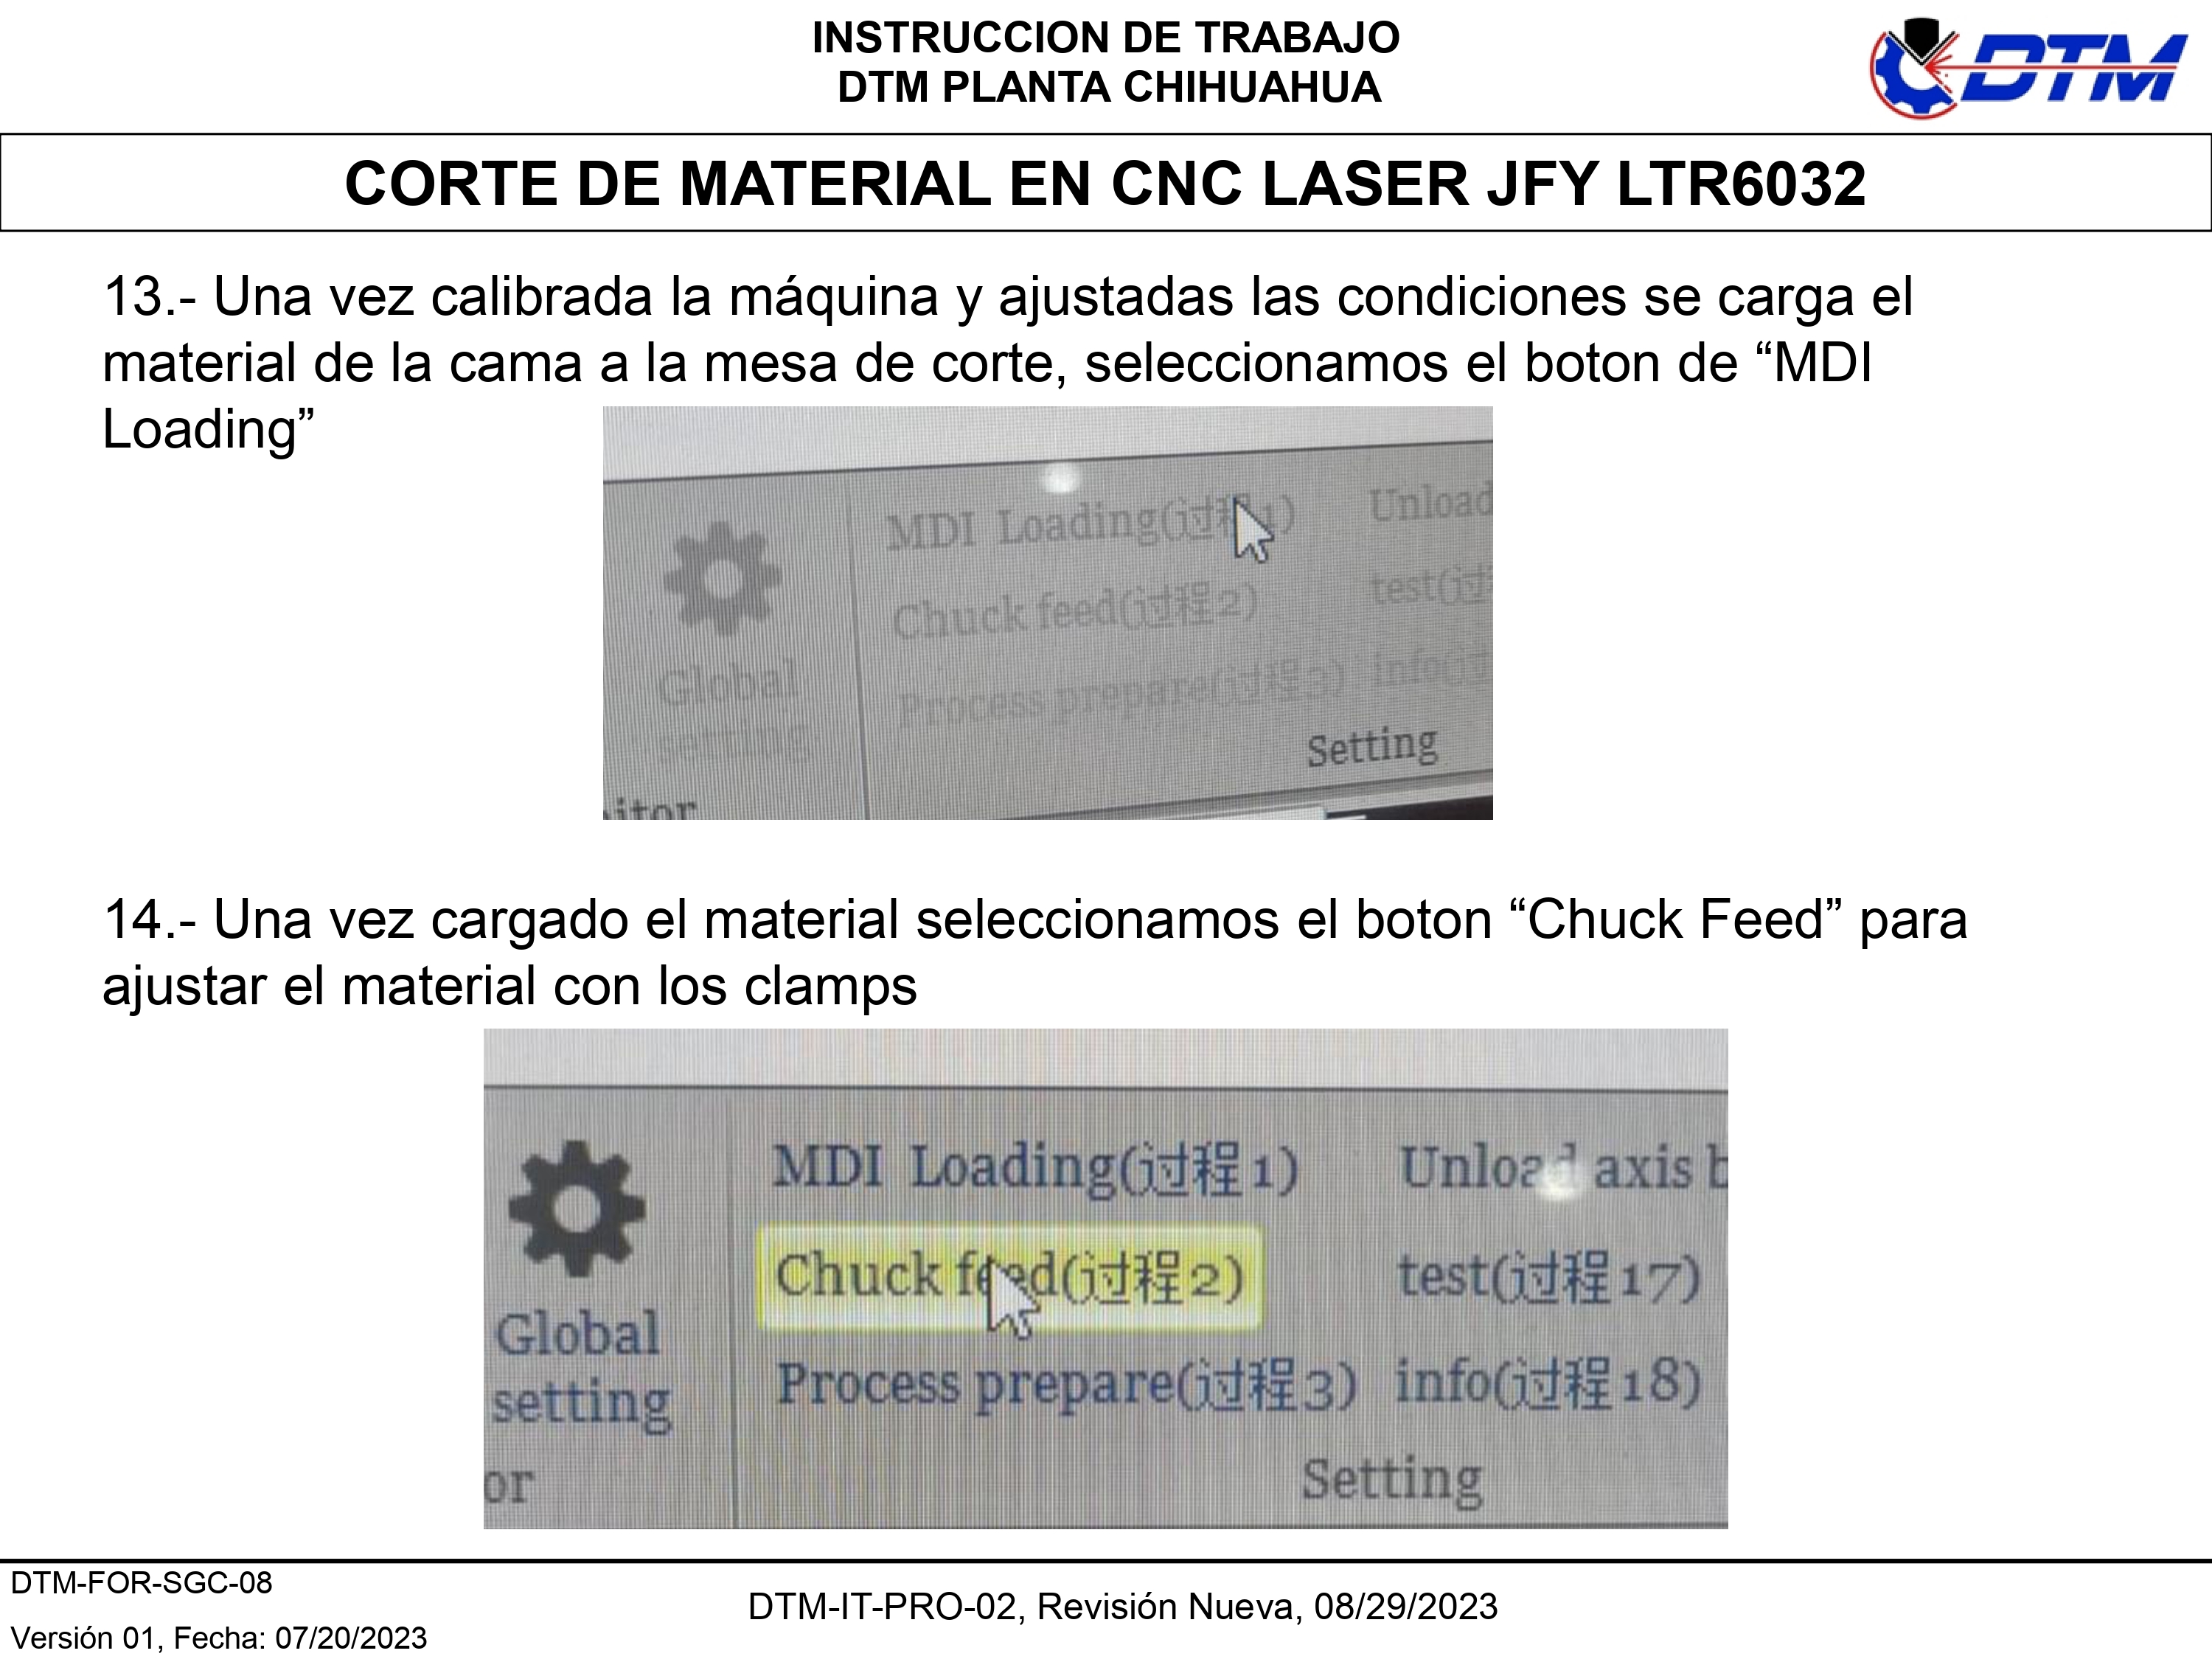 INSTRUCCION DE TRABAJO
DTM PLANTA CHIHUAHUA
DTM
CORTE DE MATERIAL EN CNC LASER JFY LTR6032
13.- Una vez calibrada la máquina y ajustadas las condiciones se carga el
material de la cama a la mesa de corte, seleccionamos el boton de “MDI
Loading”
MDI Loading(过程1) Unload
Chuck feed(过程2) test(过
Process prepare(过程3) info(过
Global
setting
Setting
itor
14.- Una vez cargado el material seleccionamos el boton “Chuck Feed” para
ajustar el material con los clamps
MDI Loading(过程1) Unload axis b
Chuck feed(过程2) test(过程17)
Process prepare(过程3) info(过程18)
Global
setting
Setting
or
DTM-FOR-SGC-08
DTM-IT-PRO-02, Revisión Nueva, 08/29/2023
Versión 01, Fecha: 07/20/2023